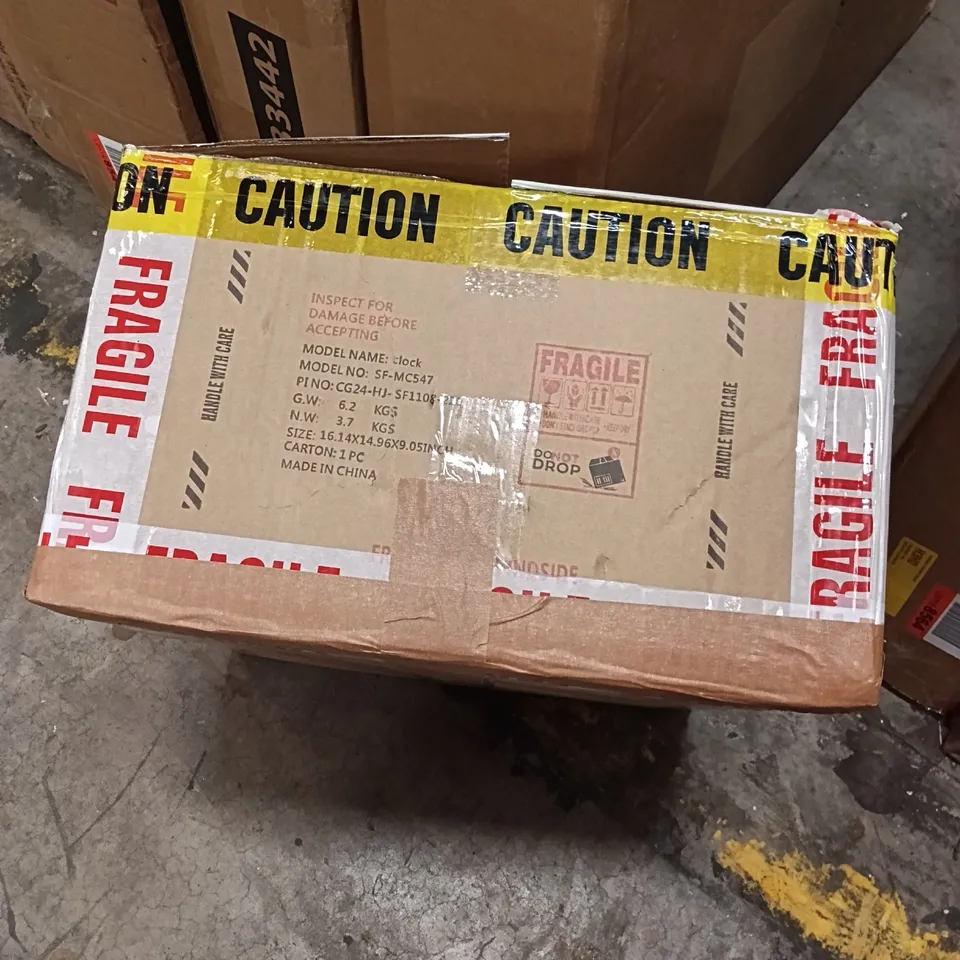 33442
ON
CAUTION
CAUTION
CAUT
FRAGILE
HANDLE WITH CARE
INSPECT FOR
DAMAGE BEFORE
ACCEPTING
MODEL NAME: clock
MODEL NO: SF-MC547
PI NO: CG24-HJ-SF1108
G.W: 6.2 KGS
N.W: 3.7 KGS
SIZE: 16.14X14.96X9.05INCH
CARTON: 1 PC
MADE IN CHINA
FRAGILE
DO NOT
DROP
HANDLE WITH CARE
FRAGILE
FRAGILE